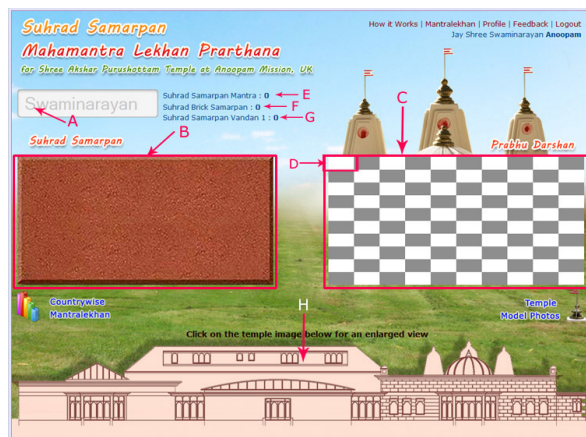 Suhrad Samarpan
Mahamantra Lekhan Prarthana
for Shree Akshar Purushottam Temple at Anoopam Mission, UK
How it Works | Mantralekhan | Profile | Feedback | Logout
Jay Shree Swaminarayan Anoopam
Swaminarayan
A
Suhrad Samarpan Mantra : 0
E
Suhrad Brick Samarpan : 0
F
Suhrad Samarpan Vandan 1 : 0
G
B
C
Suhrad Samarpan
Prabhu Darshan
D
Countrywise
Mantralekhan
H
Temple
Model Photos
Click on the temple image below for an enlarged view